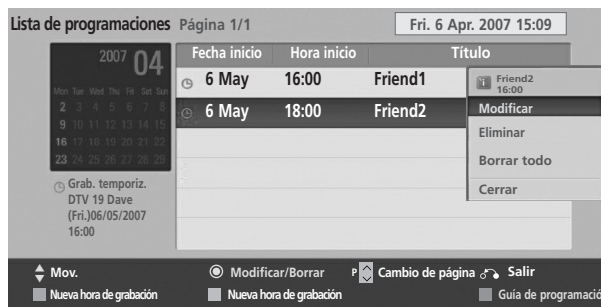 Lista de programaciones Página 1/1 Fri. 6 Apr. 2007 15:09
2007 04
Mon Tue Wed Thu Fri Sat Sun
2 3 4 5 6 7 8
9 10 11 12 13 14 15
16 17 18 19 20 21 22
23 24 25 26 27 28 29
Grab. temporiz.
DTV 19 Dave
(Fri.)06/05/2007
16:00
Fecha inicio Hora inicio Título
6 May 16:00 Friend1
6 May 18:00 Friend2
Friend2
16:00
Modificar
Eliminar
Borrar todo
Cerrar
Mov. Modificar/Borrar P Cambio de página Salir
Nueva hora de grabación Nueva hora de grabación Guía de programació